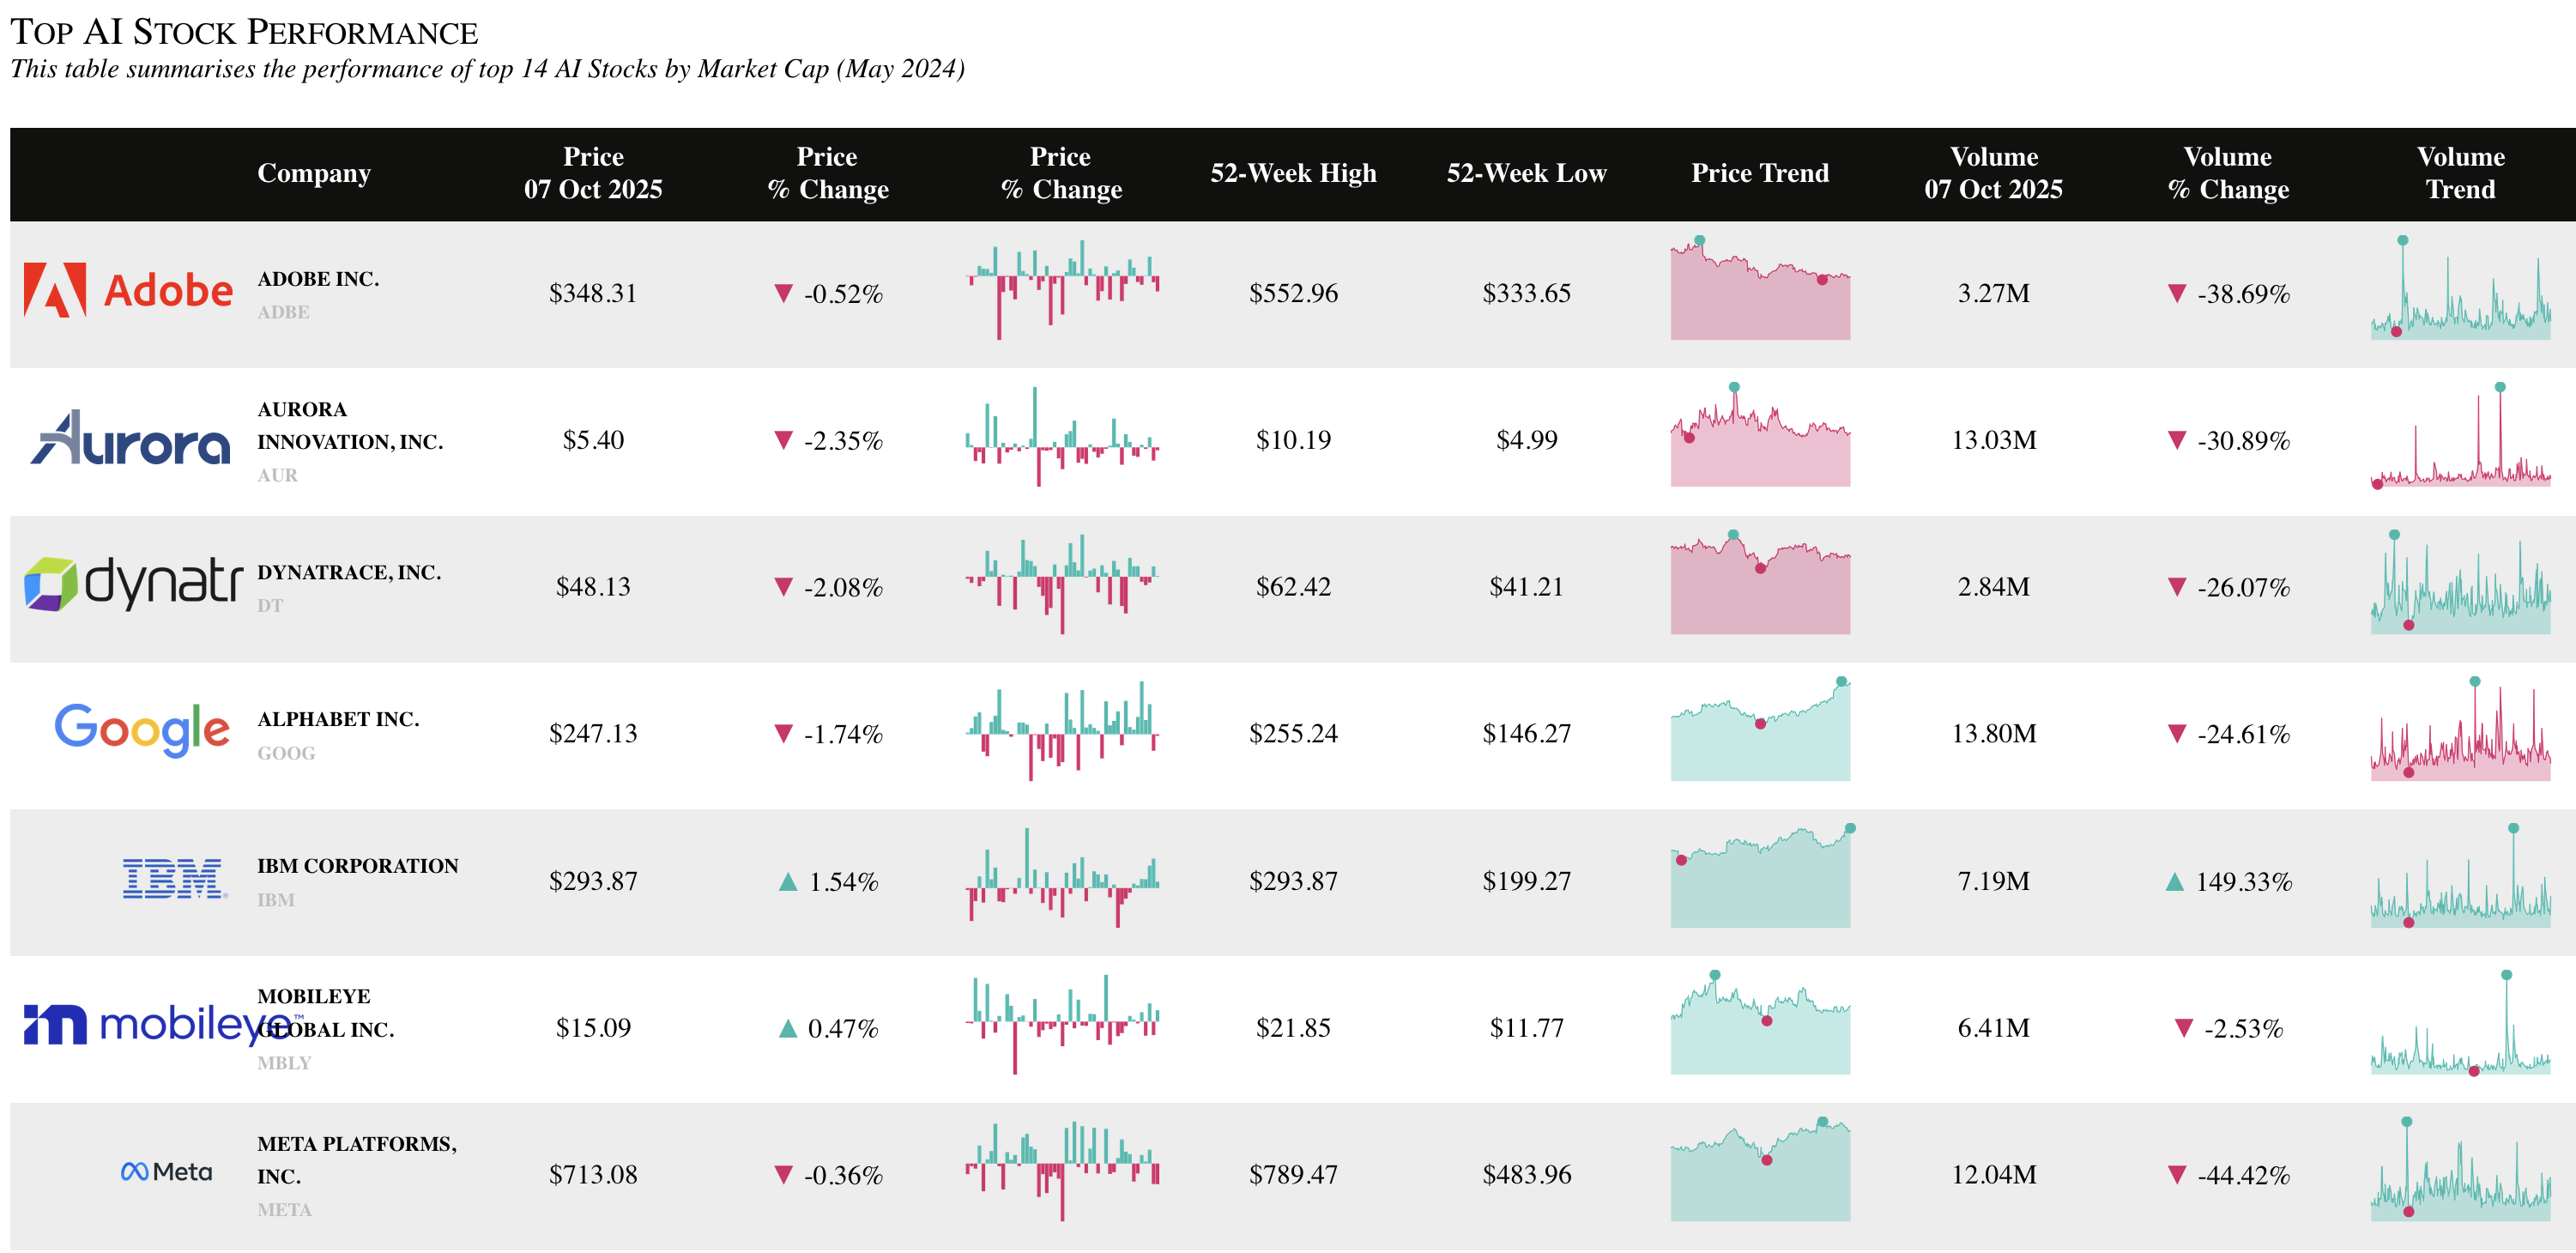 TOP AI STOCK PERFORMANCE
This table summarises the performance of top 14 AI Stocks by Market Cap (May 2024)
Company
Price
07 Oct 2025
Price
% Change
Price
% Change
52-Week High
52-Week Low
Price Trend
Volume
07 Oct 2025
Volume
% Change
Volume
Trend
Adobe
ADOBE INC.
ADBE
$348.31
▼ -0.52%
$552.96
$333.65
3.27M
▼ -38.69%
Aurora
AURORA
INNOVATION, INC.
AUR
$5.40
▼ -2.35%
$10.19
$4.99
13.03M
▼ -30.89%
dynatr
DYNATRACE, INC.
DT
$48.13
▼ -2.08%
$62.42
$41.21
2.84M
▼ -26.07%
Google
ALPHABET INC.
GOOG
$247.13
▼ -1.74%
$255.24
$146.27
13.80M
▼ -24.61%
IBM®
IBM CORPORATION
IBM
$293.87
▲ 1.54%
$293.87
$199.27
7.19M
▲ 149.33%
mobileye™
MOBILEYE
GLOBAL INC.
MBLY
$15.09
▲ 0.47%
$21.85
$11.77
6.41M
▼ -2.53%
Meta
META PLATFORMS,
INC.
META
$713.08
▼ -0.36%
$789.47
$483.96
12.04M
▼ -44.42%